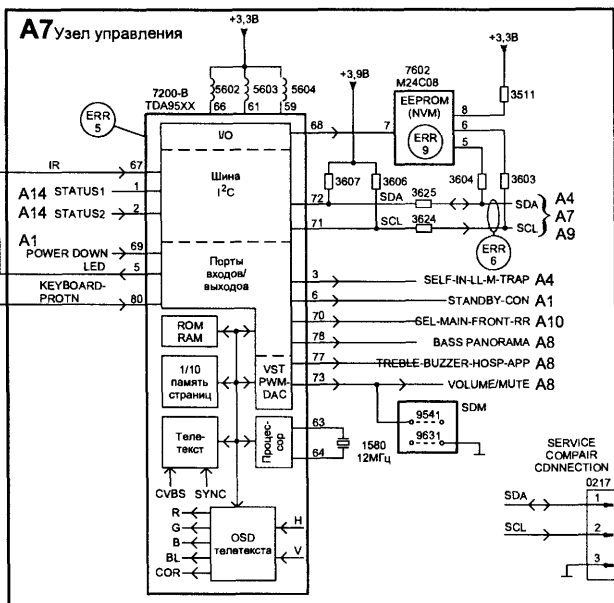 A7 Узел управления
+3,3В
+3,3В
+3,9В
7200-B
TDA95XX
5602
5603
5604
66
61
59
7602
M24C08
EEPROM
(NVM)
ERR
9
3511
8
6
5
7
68
ERR
5
I/O
Шина
I²C
IR
67
A14 STATUS1
1
A14 STATUS2
2
A1
POWER DOWN
69
LED
5
KEYBOARD-
PROTN
80
72
71
3607
3606
SDA
3625
SCL
3624
3604
3603
SDA
SCL
A4
A7
A9
ERR
6
Порты
входов/
выходов
3
SELF-IN-LL-M-TRAP A4
6
STANDBY-CON A1
70
SEL-MAIN-FRONT-RR A10
78
BASS PANORAMA A8
77
TREBLE-BUZZER-HOSP-APP A8
73
VOLUME/MUTE A8
ROM
RAM
1/10
память
страниц
VST
PWM-
DAC
SDM
9541
9631
Теле-
текст
Процес-
сор
63
64
1580
12МГц
CVBS
SYNC
R
G
B
BL
COR
OSD
телетекста
H
V
SERVICE
COMPAIR
CDNNECTION
0217
SDA
1
SCL
2
3